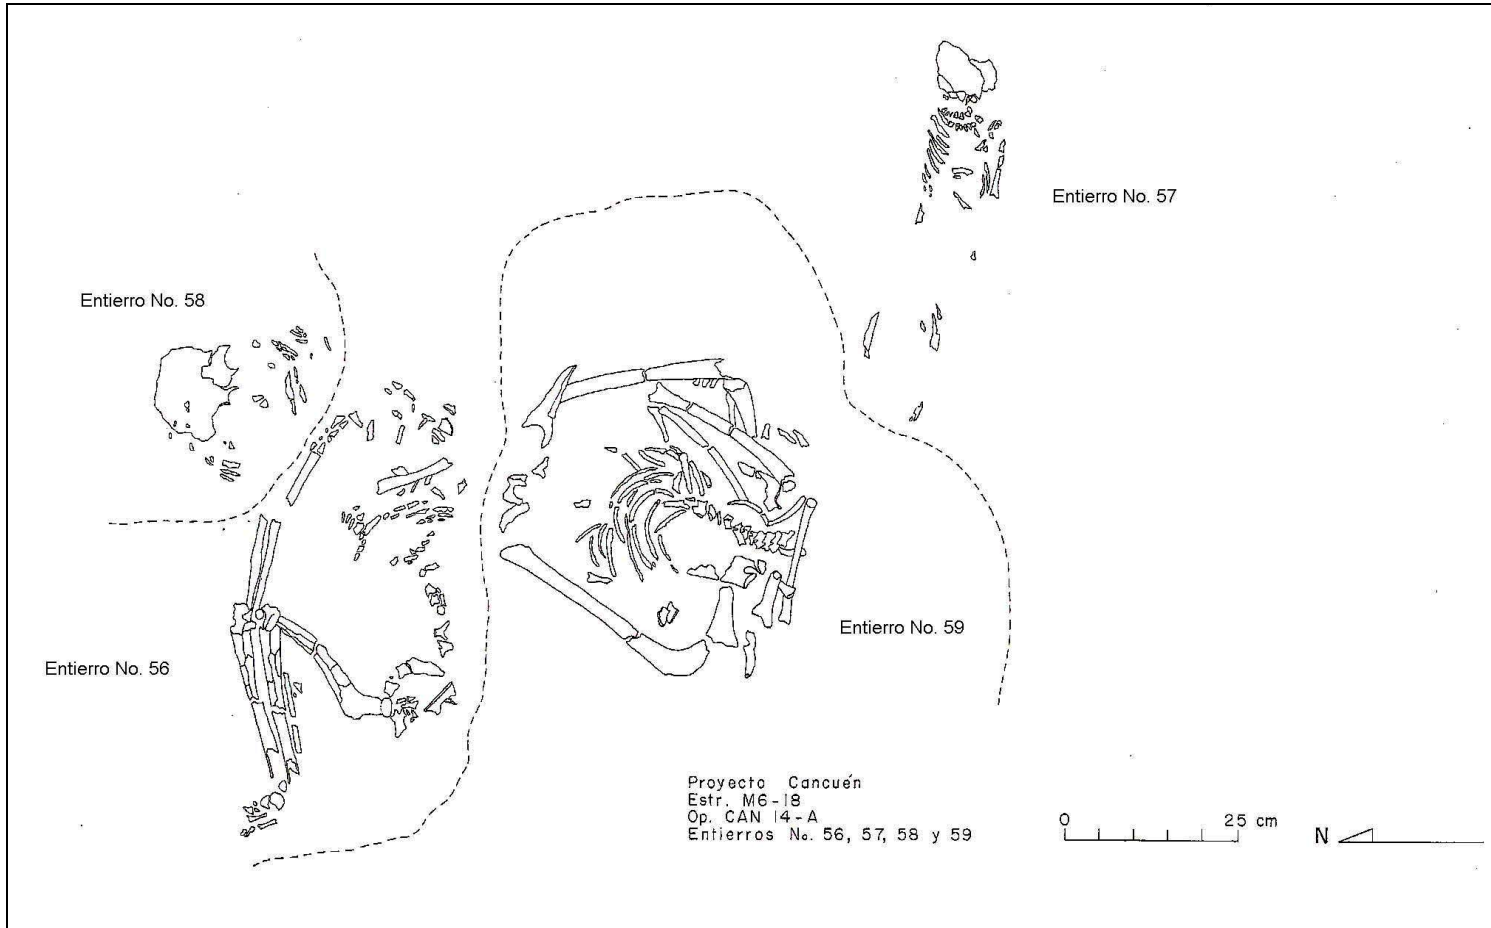 Entierro No. 57
Entierro No. 58
Entierro No. 59
Entierro No. 56
Proyecto Cancuén
Estr. M6-18
Op. CAN 14-A
Entierros No. 56, 57, 58 y 59
0 25 cm
N